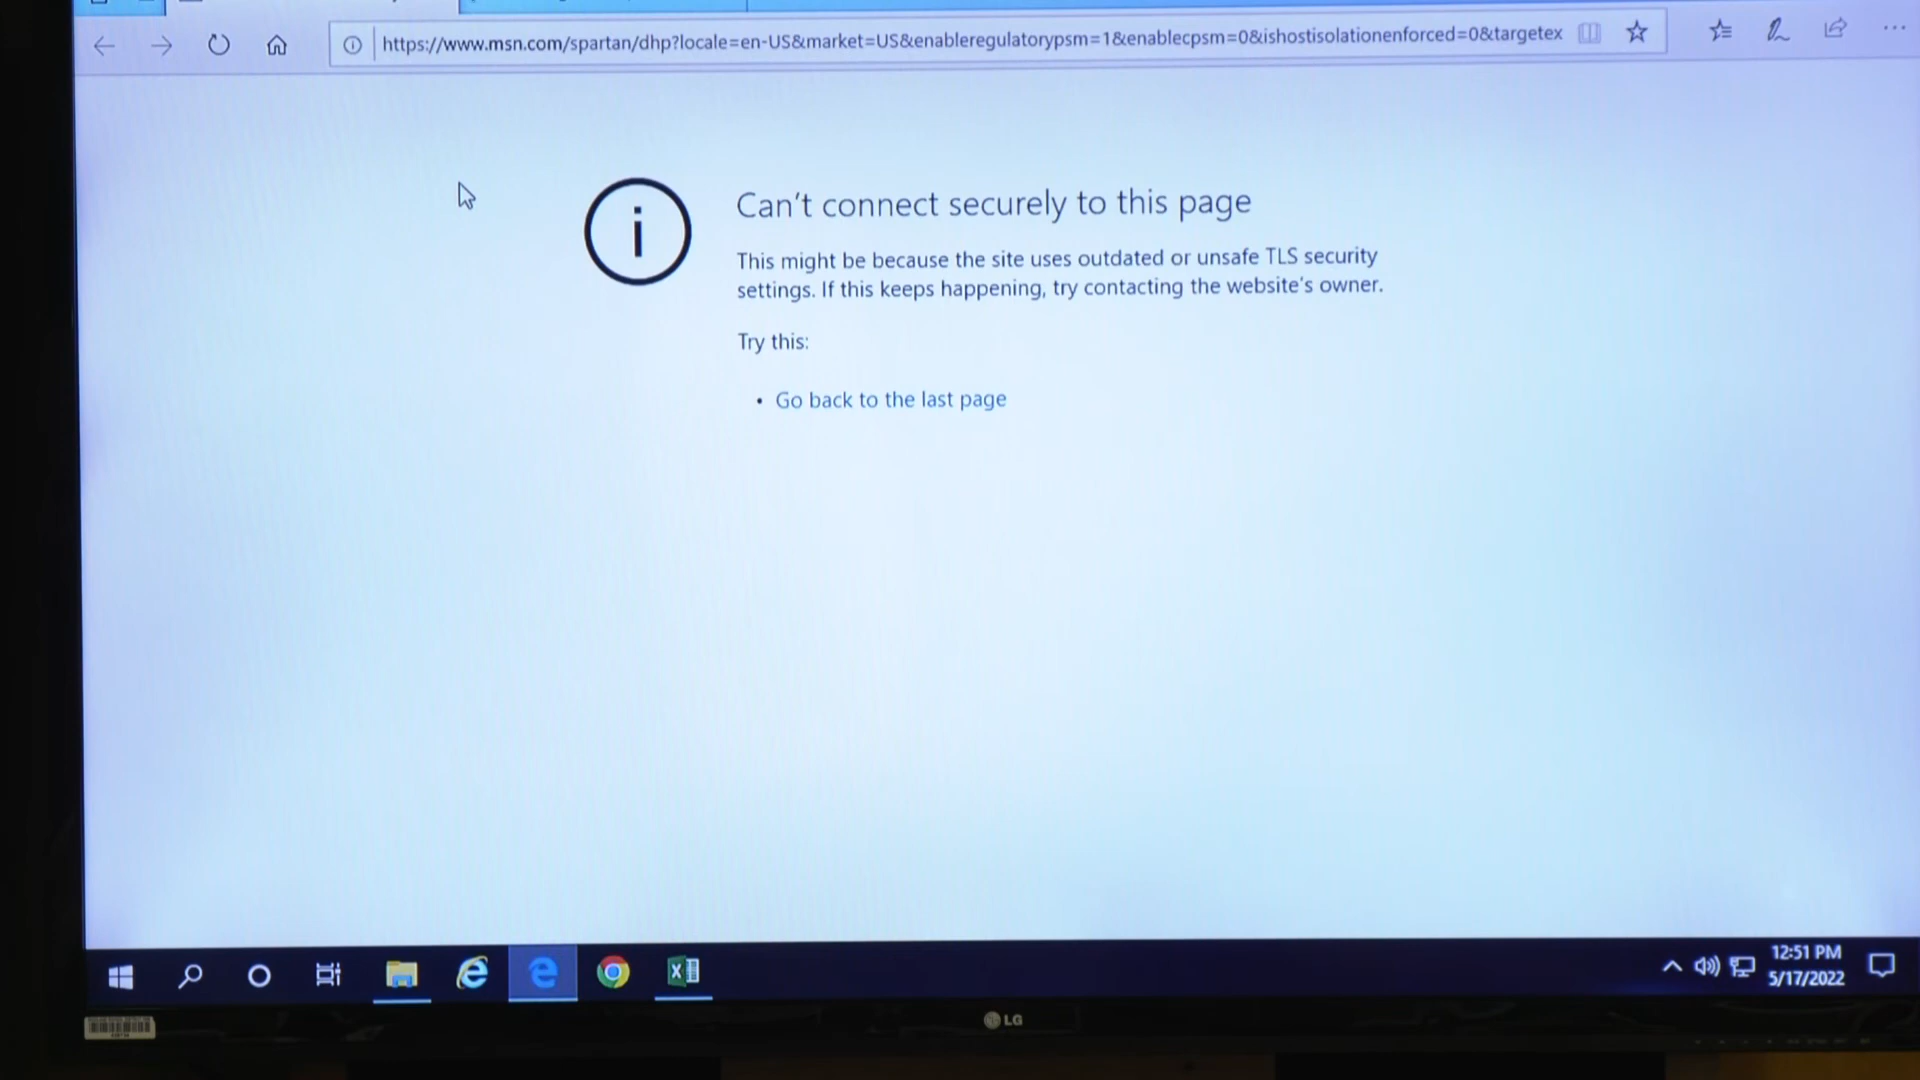 https://www.msn.com/spartan/dhp?locale=en-US&market=US&enableregulatorypsm=1&enablecpsm=0&ishostisolationenforced=0&targetex
Can't connect securely to this page
This might be because the site uses outdated or unsafe TLS security
settings. If this keeps happening, try contacting the website's owner.
Try this:
• Go back to the last page
12:51 PM
5/17/2022
LG